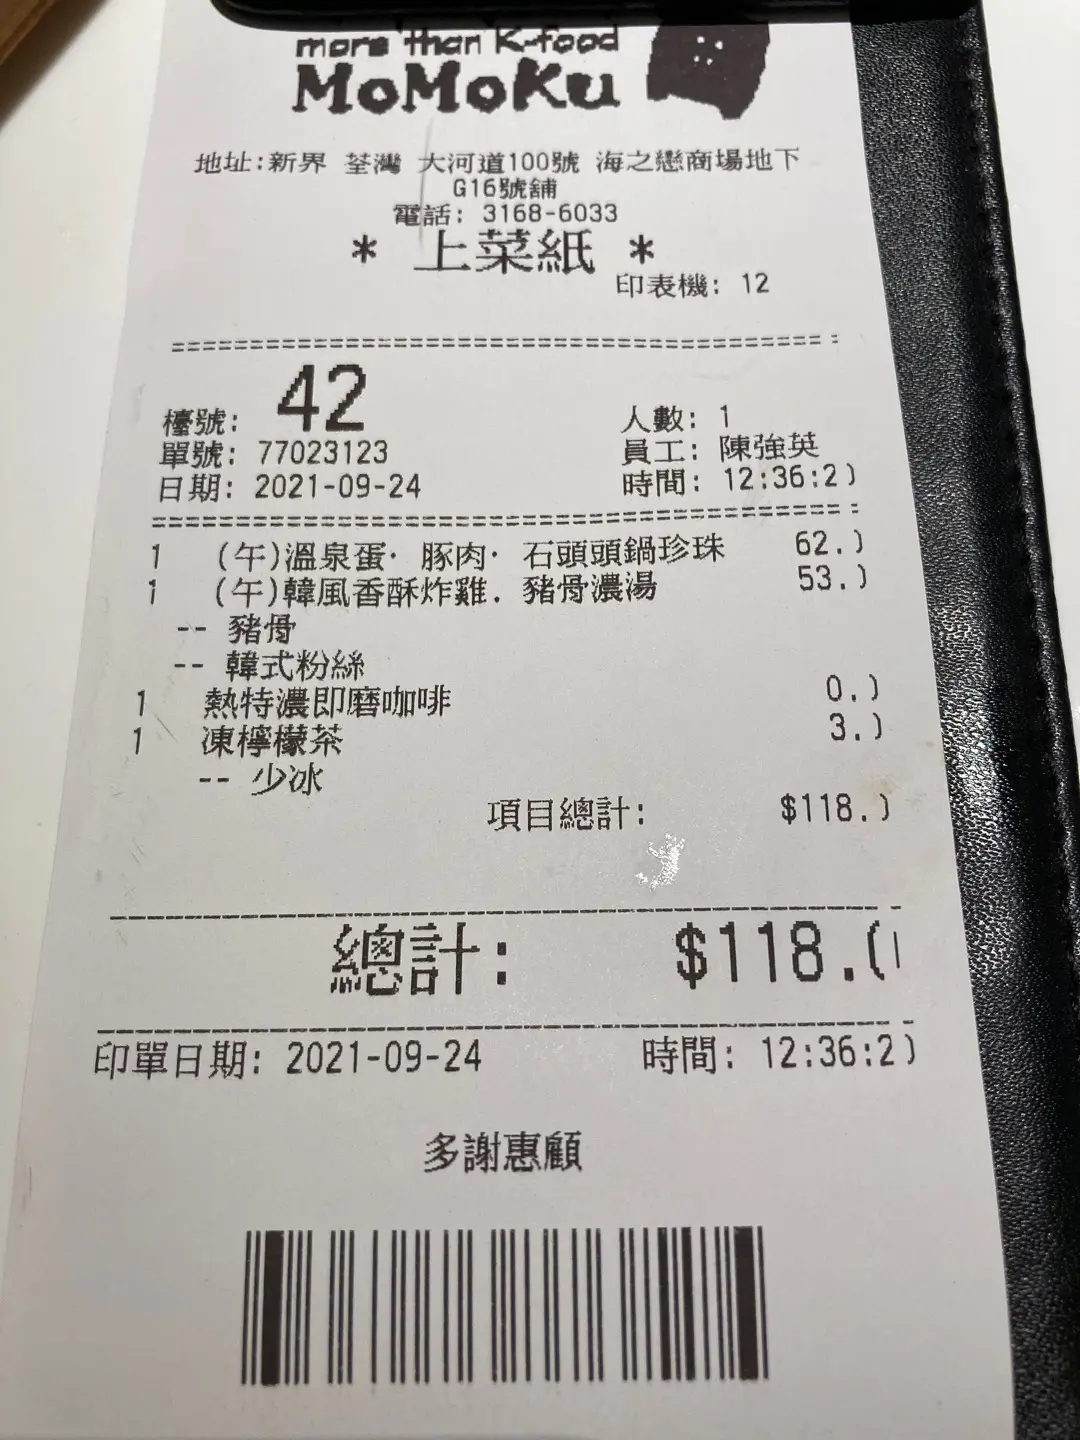 more than K-food
MoMoKu
地址:新界 荃灣 大河道100號 海之戀商場地下
G16號舖
電話: 3168-6033
* 上菜紙 *
印表機: 12
檯號: 42 人數: 1
單號: 77023123 員工: 陳強英
日期: 2021-09-24 時間: 12:36:2
1 (午)溫泉蛋· 豚肉· 石頭頭鍋珍珠 62.
1 (午)韓風香酥炸雞. 豬骨濃湯 53.
-- 豬骨
-- 韓式粉絲
1 熱特濃即磨咖啡 0.
1 凍檸檬茶 3.
-- 少冰
項目總計: $118.
總計: $118.
印單日期: 2021-09-24 時間: 12:36:2
多謝惠顧